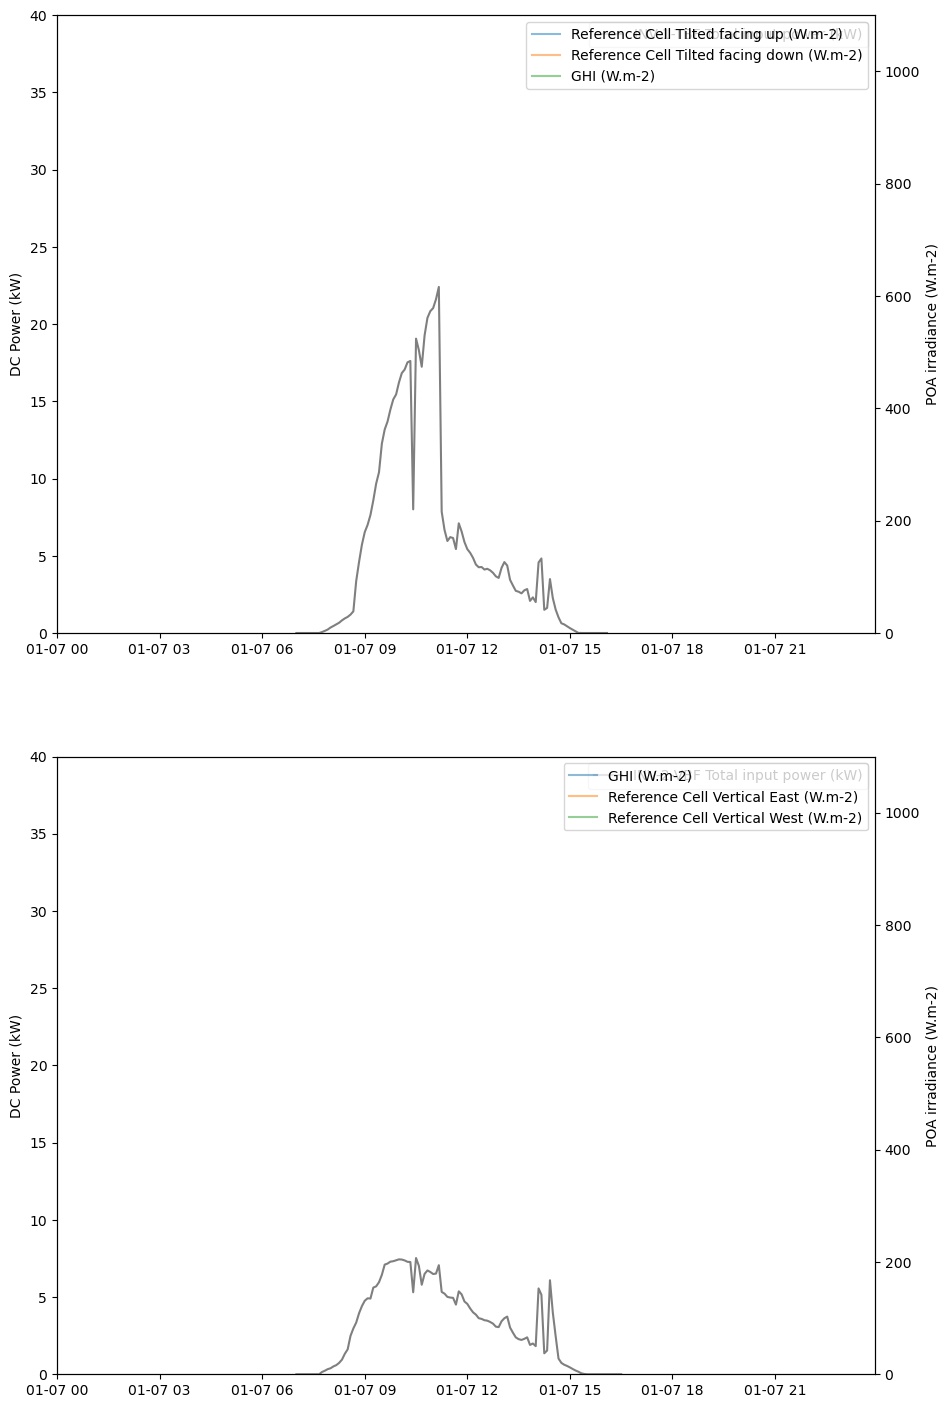 40
35
30
25
20
15
10
5
0
DC Power (kW)
Reference Cell Tilted facing up (W.m-2)
Reference Cell Tilted facing down (W.m-2)
GHI (W.m-2)
1000
800
600
400
200
0
POA irradiance (W.m-2)
01-07 00 01-07 03 01-07 06 01-07 09 01-07 12 01-07 15 01-07 18 01-07 21
40
35
30
25
20
15
10
5
0
DC Power (kW)
GHI (W.m-2)
Total input power (kW)
Reference Cell Vertical East (W.m-2)
Reference Cell Vertical West (W.m-2)
1000
800
600
400
200
0
POA irradiance (W.m-2)
01-07 00 01-07 03 01-07 06 01-07 09 01-07 12 01-07 15 01-07 18 01-07 21